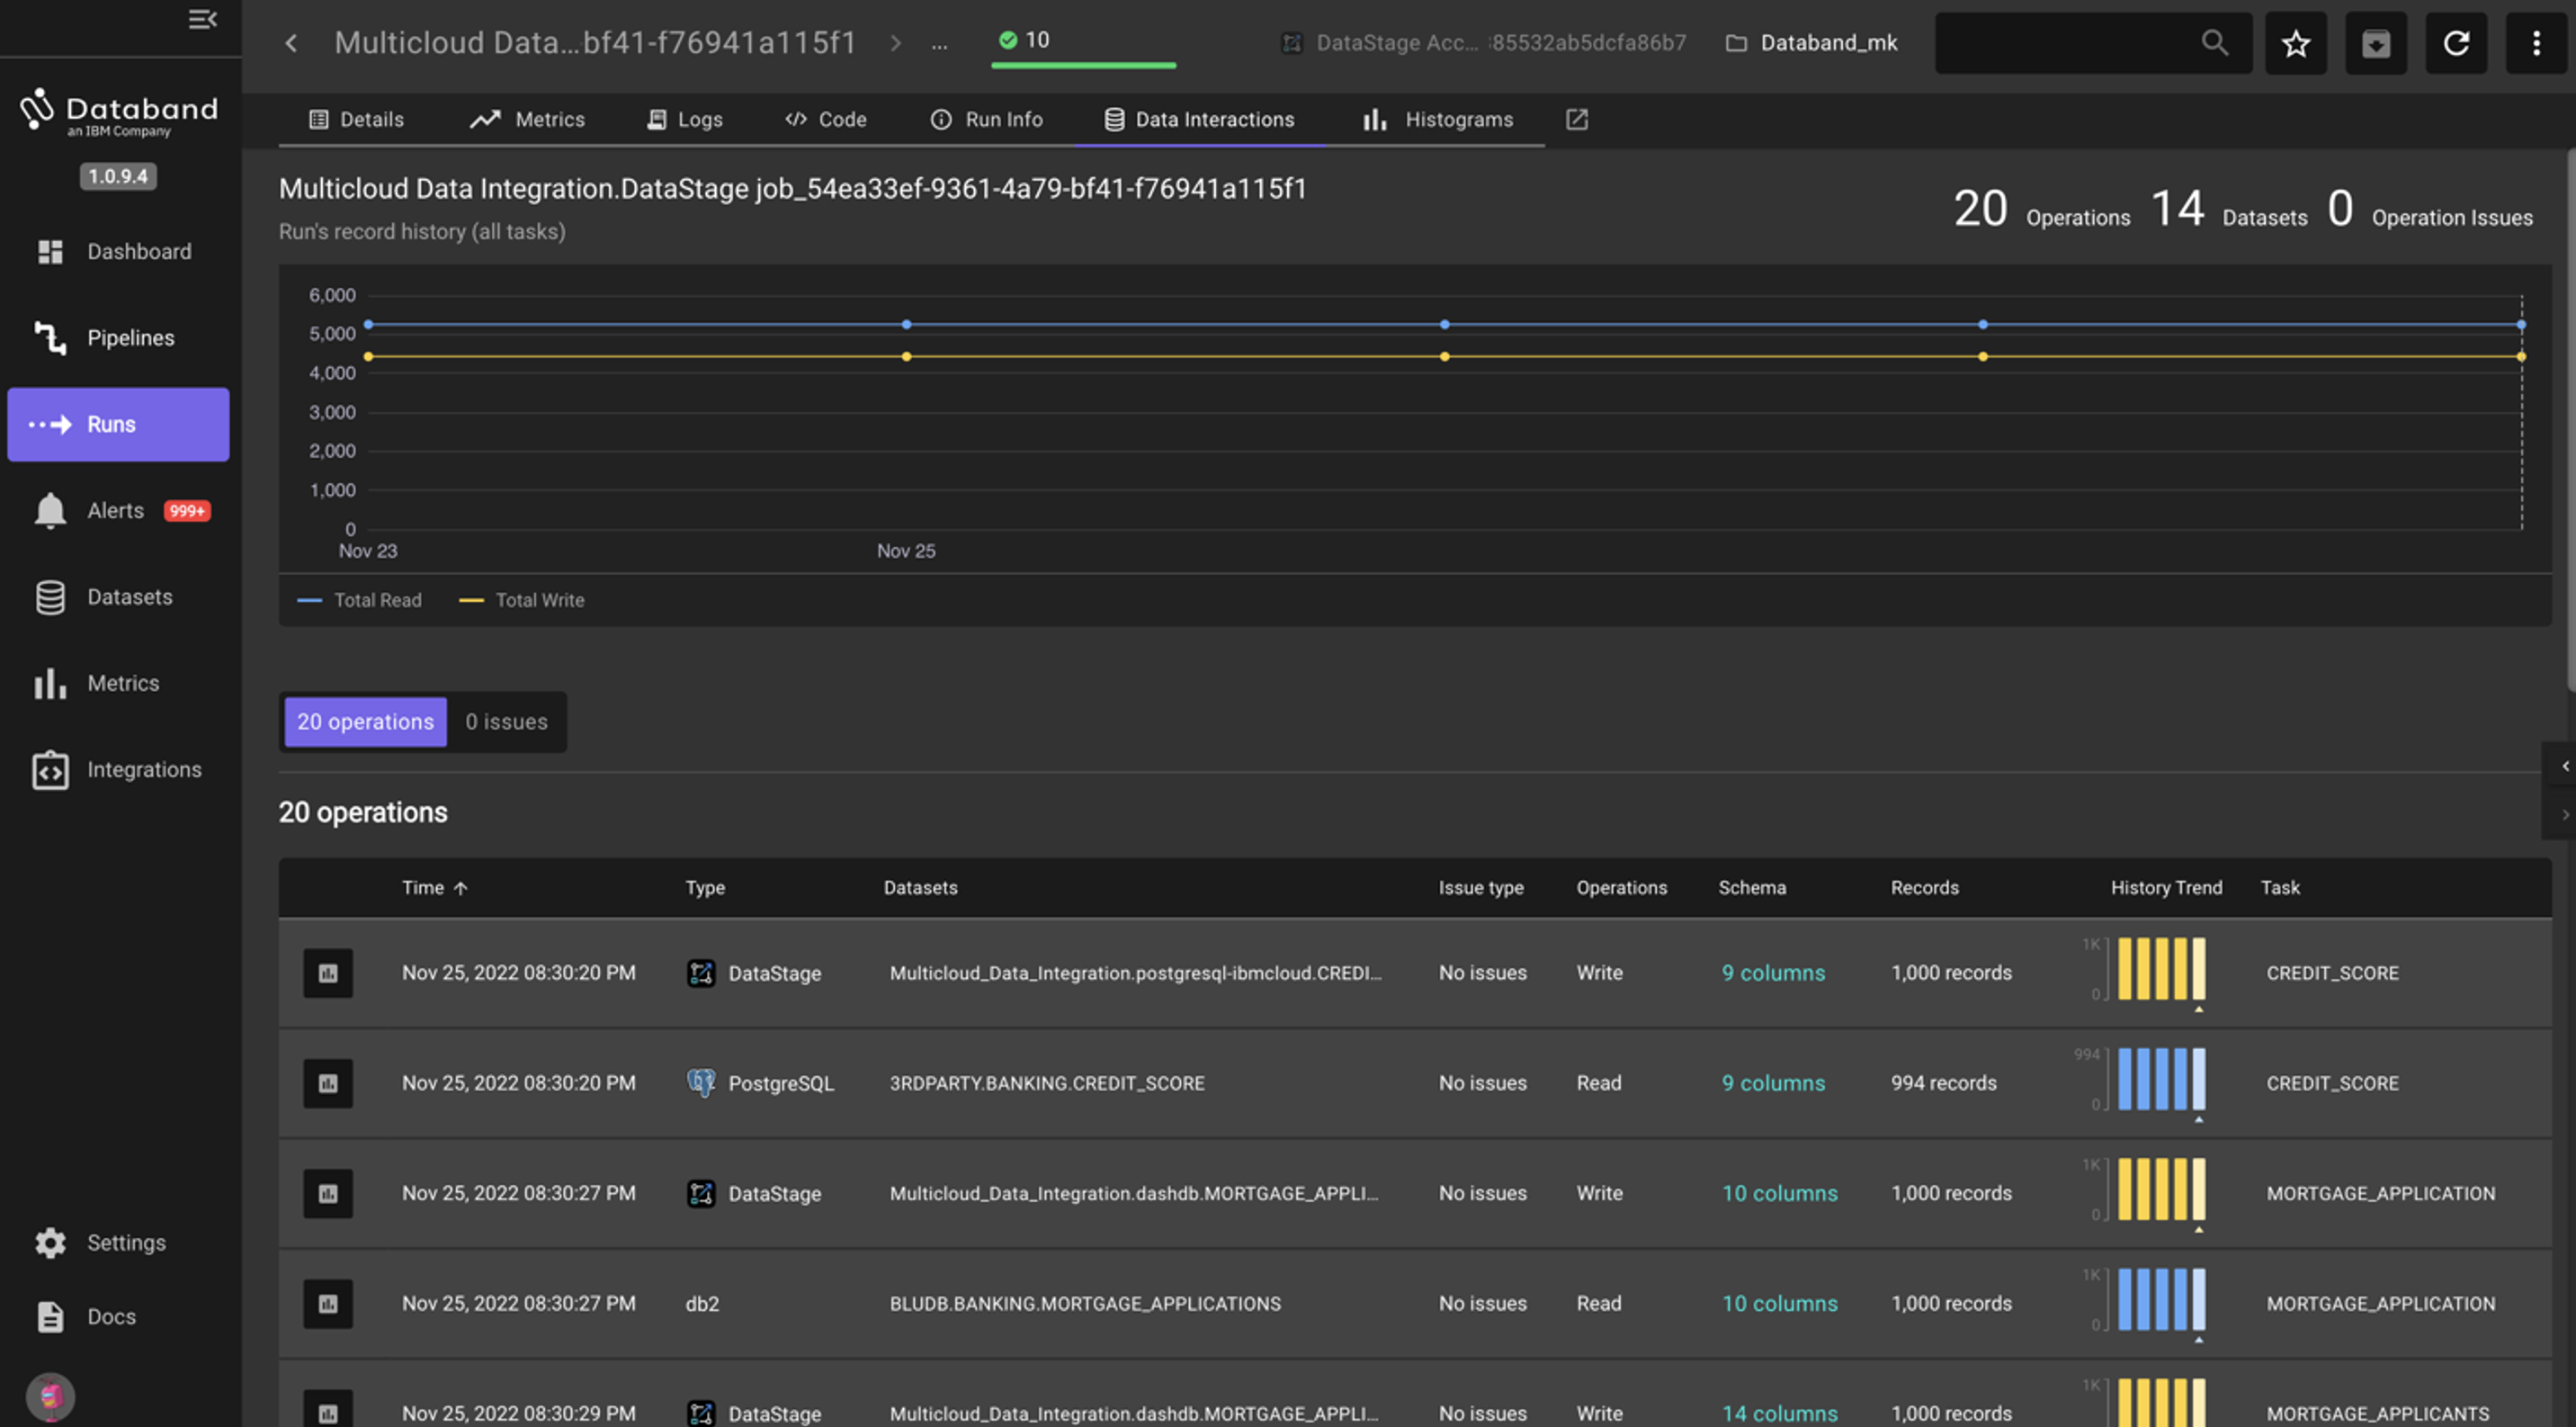 Multicloud Data...bf41-f76941a115f1 > ... 10 DataStage Acc... :85532ab5dcfa86b7 Databand_mk
Databand
an IBM Company
1.0.9.4
Dashboard
Pipelines
Runs
Alerts 999+
Datasets
Metrics
Integrations
Settings
Docs
Details Metrics Logs Code Run Info Data Interactions Histograms
Multicloud Data Integration.DataStage job_54ea33ef-9361-4a79-bf41-f76941a115f1
Run's record history (all tasks)
20 Operations 14 Datasets 0 Operation Issues
6,000
5,000
4,000
3,000
2,000
1,000
0
Nov 23 Nov 25
Total Read Total Write
20 operations 0 issues
20 operations
Time Type Datasets Issue type Operations Schema Records History Trend Task
Nov 25, 2022 08:30:20 PM DataStage Multicloud_Data_Integration.postgresql-ibmcloud.CREDI... No issues Write 9 columns 1,000 records 1K 0 CREDIT_SCORE
Nov 25, 2022 08:30:20 PM PostgreSQL 3RDPARTY.BANKING.CREDIT_SCORE No issues Read 9 columns 994 records 994 0 CREDIT_SCORE
Nov 25, 2022 08:30:27 PM DataStage Multicloud_Data_Integration.dashdb.MORTGAGE_APPLI... No issues Write 10 columns 1,000 records 1K 0 MORTGAGE_APPLICATION
Nov 25, 2022 08:30:27 PM db2 BLUDB.BANKING.MORTGAGE_APPLICATIONS No issues Read 10 columns 1,000 records 1K 0 MORTGAGE_APPLICATION
Nov 25, 2022 08:30:29 PM DataStage Multicloud_Data_Integration.dashdb.MORTGAGE_APPLI... No issues Write 14 columns 1,000 records 1K MORTGAGE_APPLICANTS